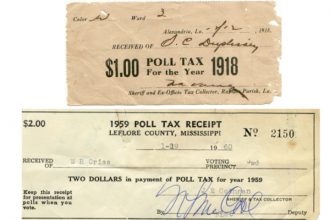 Color W Ward 3
Alexandria, La. 1918.
RECEIVED OF
$1.00 POLL TAX 1918
For the Year
Sheriff and Ex-Officio Tax Collector, Rapides Parish, La.
$2.00 1959 POLL TAX RECEIPT
LEFLORE COUNTY, MISSISSIPPI Nº 2150
1-29 1960
RECEIVED OF VOTING PRECINCT
TWO DOLLARS in payment of POLL TAX for year 1959
Keep this
receipt for
presentation at
polls when you
vote.
SHERIFF & TAX COLLECTOR
By Deputy